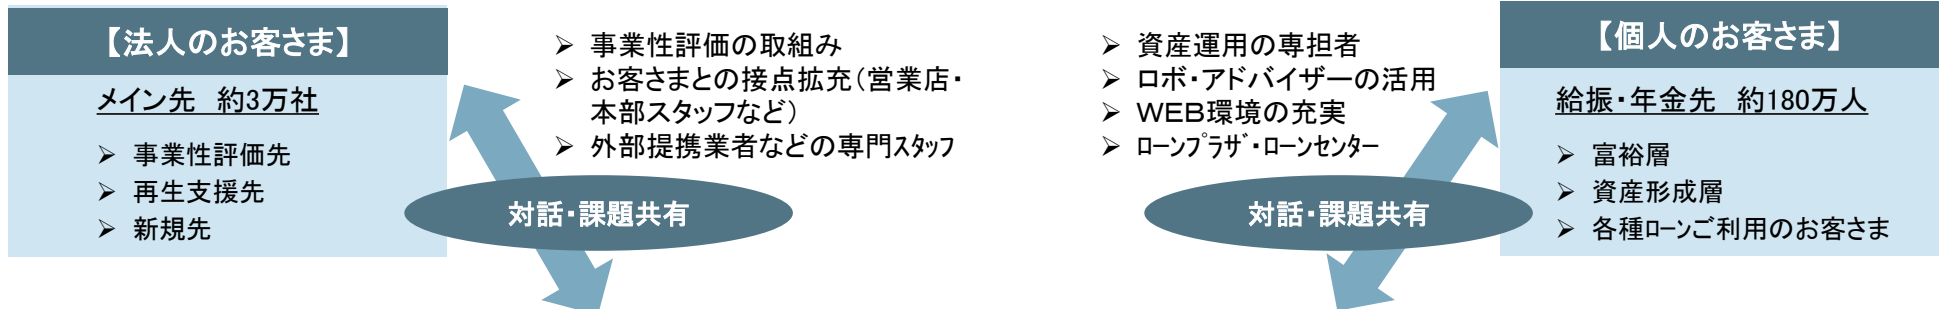 【法人のお客さま】
メイン先　約3万社
➢ 事業性評価先
➢ 再生支援先
➢ 新規先
➢ 事業性評価の取組み
➢ お客さまとの接点拡充（営業店・
本部スタッフなど）
➢ 外部提携業者などの専門ｽﾀｯﾌ
対話・課題共有
➢ 資産運用の専担者
➢ ロボ・アドバイザーの活用
➢ ＷＥＢ環境の充実
➢ ﾛｰﾝﾌﾟﾗｻﾞ・ﾛｰﾝｾﾝﾀｰ
対話・課題共有
【個人のお客さま】
給振・年金先　約180万人
➢ 富裕層
➢ 資産形成層
➢ 各種ﾛｰﾝご利用のお客さま